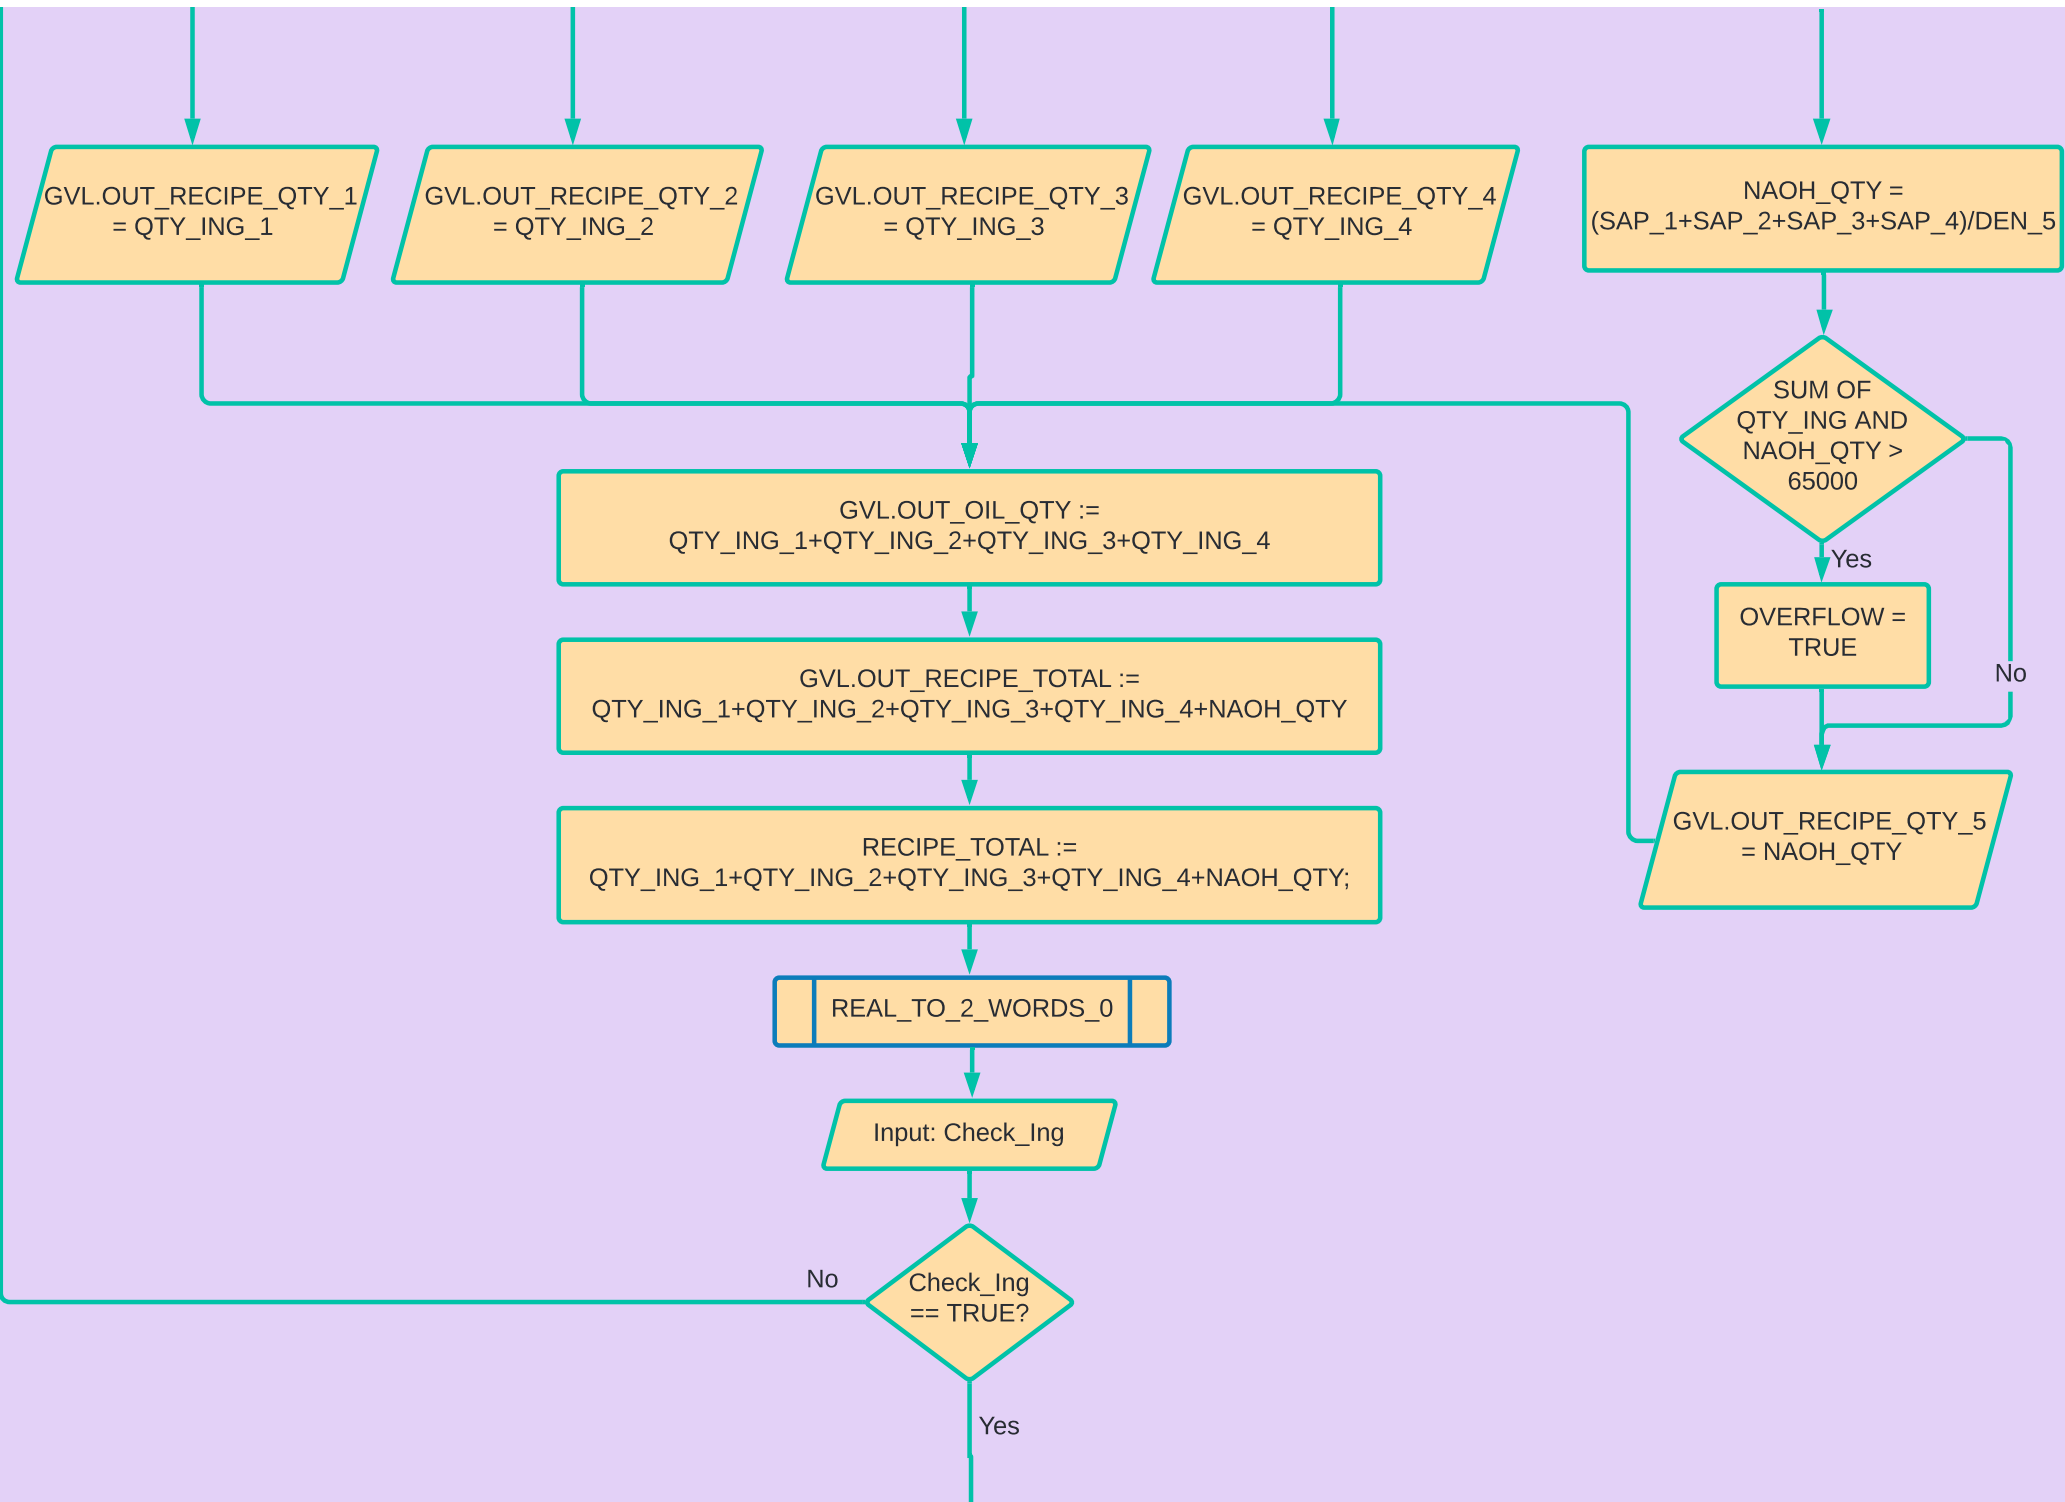 GVL.OUT_RECIPE_QTY_1
= QTY_ING_1
GVL.OUT_RECIPE_QTY_2
= QTY_ING_2
GVL.OUT_RECIPE_QTY_3
= QTY_ING_3
GVL.OUT_RECIPE_QTY_4
= QTY_ING_4
NAOH_QTY =
(SAP_1+SAP_2+SAP_3+SAP_4)/DEN_5
SUM OF
QTY_ING AND
NAOH_QTY >
65000
Yes
OVERFLOW =
TRUE
No
GVL.OUT_RECIPE_QTY_5
= NAOH_QTY
GVL.OUT_OIL_QTY :=
QTY_ING_1+QTY_ING_2+QTY_ING_3+QTY_ING_4
GVL.OUT_RECIPE_TOTAL :=
QTY_ING_1+QTY_ING_2+QTY_ING_3+QTY_ING_4+NAOH_QTY
RECIPE_TOTAL :=
QTY_ING_1+QTY_ING_2+QTY_ING_3+QTY_ING_4+NAOH_QTY;
REAL_TO_2_WORDS_0
Input: Check_Ing
No
Check_Ing
== TRUE?
Yes